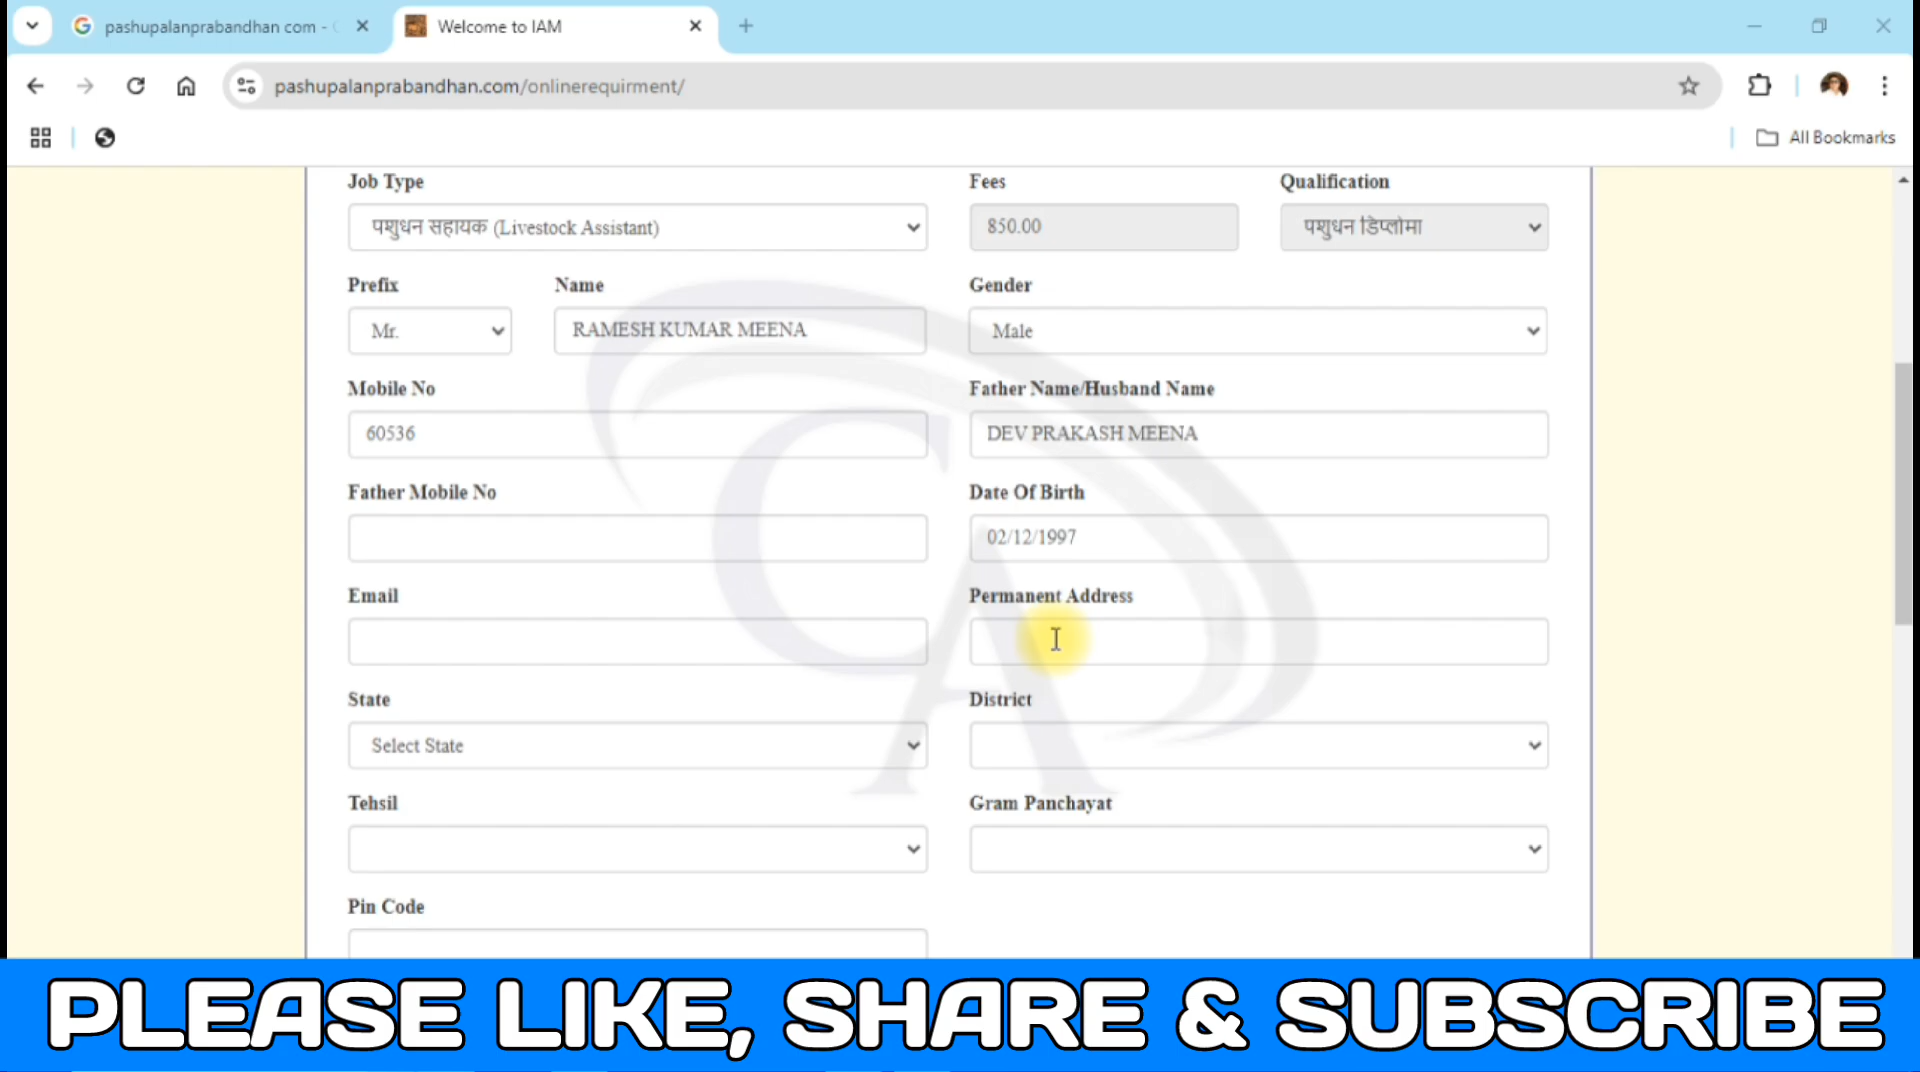 pashupalanprabandhan com -
Welcome to IAM
pashupalanprabandhan.com/onlinerequirment/
All Bookmarks
Job Type Fees Qualification
पशुधन सहायक (Livestock Assistant) 850.00 पशुधन डिप्लोमा
Prefix Name Gender
Mr. RAMESH KUMAR MEENA Male
Mobile No Father Name/Husband Name
60536 DEV PRAKASH MEENA
Father Mobile No Date Of Birth
02/12/1997
Email Permanent Address
State District
Select State
Tehsil Gram Panchayat
Pin Code
PLEASE LIKE, SHARE & SUBSCRIBE